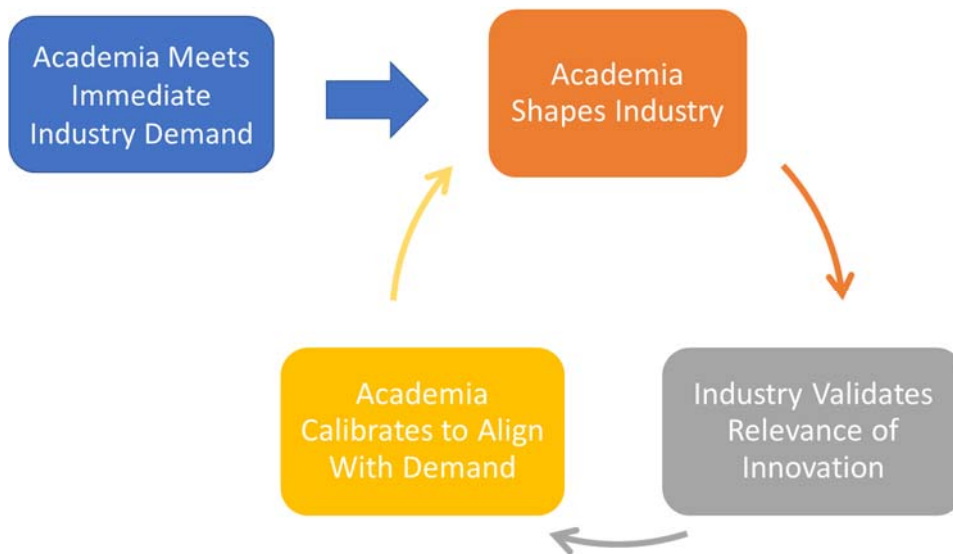 Academia Meets
Immediate
Industry Demand
Academia
Shapes Industry
Industry Validates
Relevance of
Innovation
Academia
Calibrates to Align
With Demand